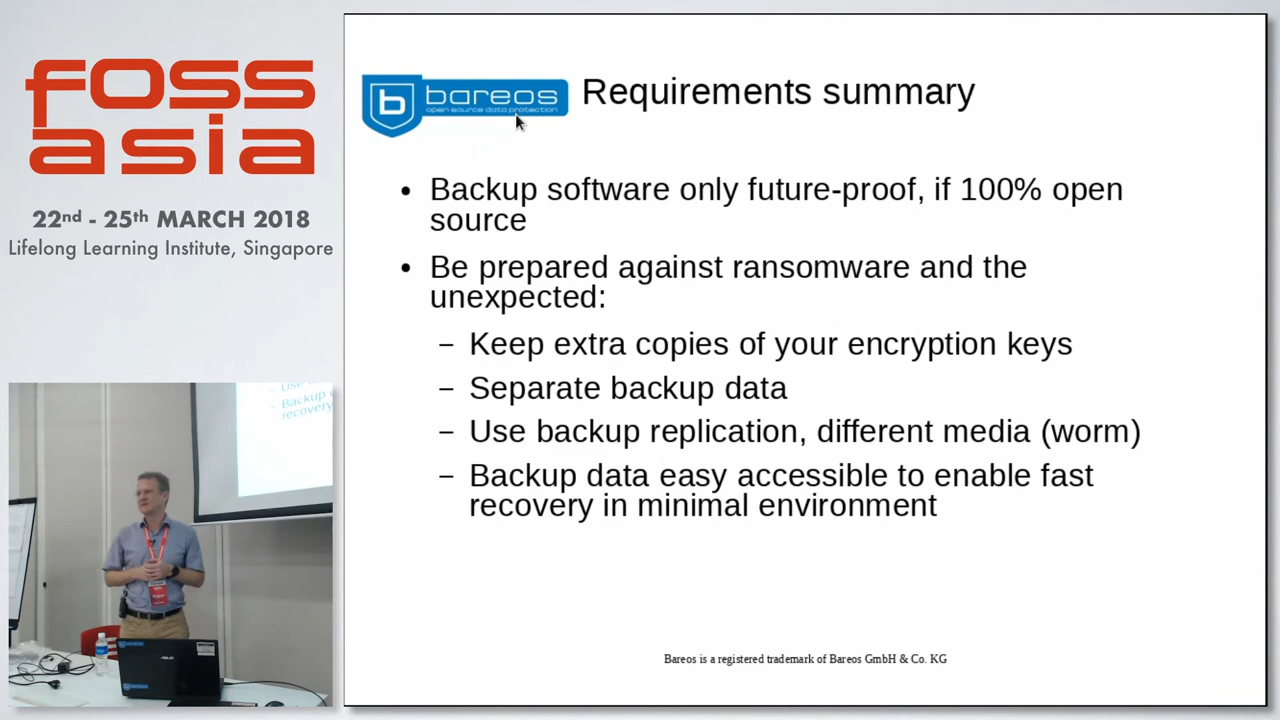 foss
asia
22nd - 25th MARCH 2018
Lifelong Learning Institute, Singapore
b bareos
open source data protection
Requirements summary
• Backup software only future-proof, if 100% open
source
• Be prepared against ransomware and the
unexpected:
– Keep extra copies of your encryption keys
– Separate backup data
– Use backup replication, different media (worm)
– Backup data easy accessible to enable fast
recovery in minimal environment
Bareos is a registered trademark of Bareos GmbH & Co. KG
Backup
recovery
ASUS